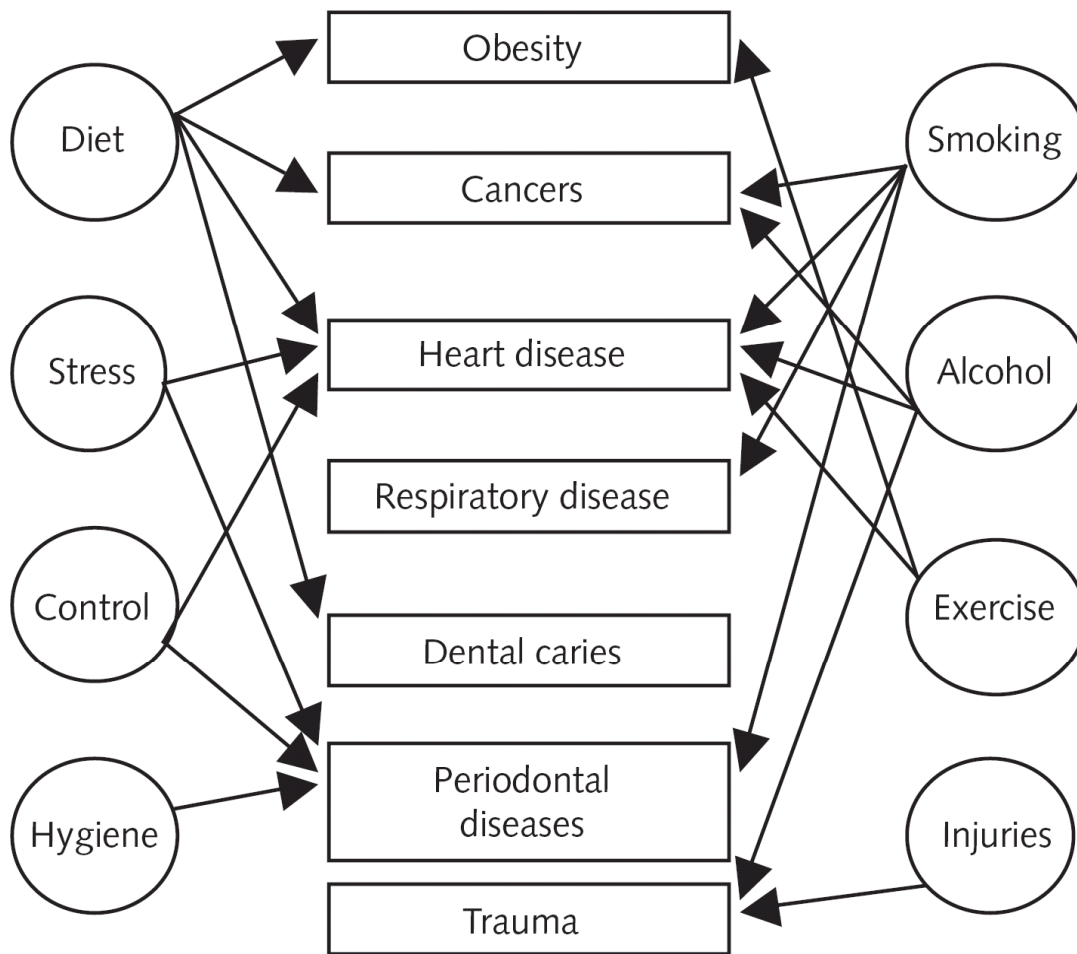 Obesity
Diet
Smoking
Cancers
Stress
Heart disease
Alcohol
Respiratory disease
Control
Exercise
Dental caries
Hygiene
Periodontal
diseases
Injuries
Trauma